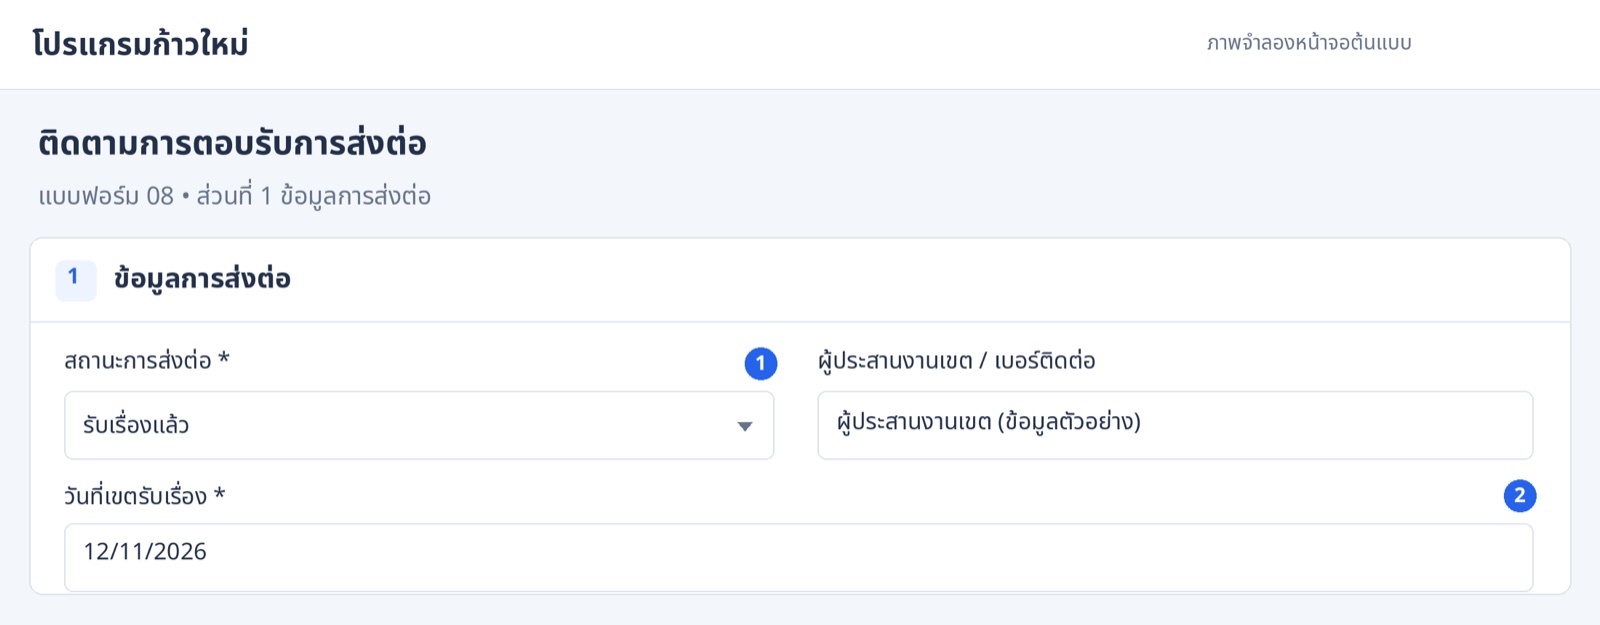 โปรแกรมก้าวใหม่
ภาพจำลองหน้าจอต้นแบบ
ติดตามการตอบรับการส่งต่อ
แบบฟอร์ม 08 • ส่วนที่ 1 ข้อมูลการส่งต่อ
1 ข้อมูลการส่งต่อ
สถานะการส่งต่อ * 1
ผู้ประสานงานเขต / เบอร์ติดต่อ
รับเรื่องแล้ว
ผู้ประสานงานเขต (ข้อมูลตัวอย่าง)
วันที่เขตรับเรื่อง * 2
12/11/2026